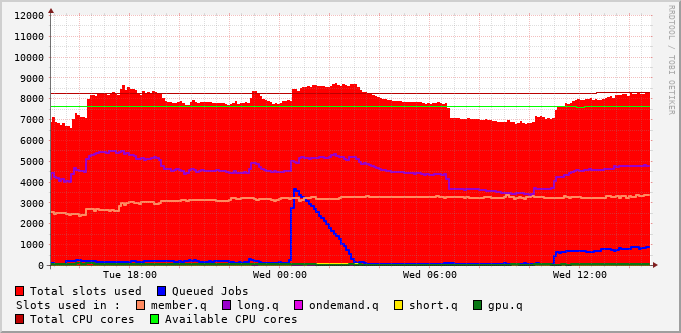 12000
11000
10000
9000
8000
7000
6000
5000
4000
3000
2000
1000
0
RRDTOOL / TOBI OETIKER
Tue 18:00 Wed 00:00 Wed 06:00 Wed 12:00
Total slots used Queued Jobs
Slots used in : member.q long.q ondemand.q short.q gpu.q
Total CPU cores Available CPU cores